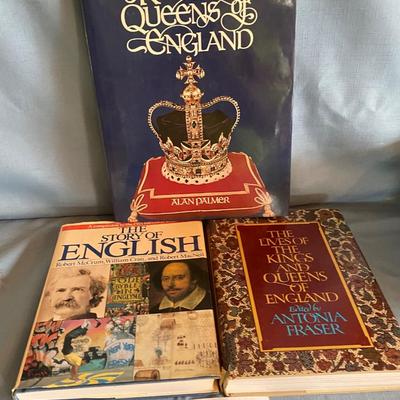 QUEENS OF
ENGLAND
ALAN PALMER
THE
STORY OF
ENGLISH
Robert McCrum, William Cran, and Robert MacNeil
THE LIVES OF
THE
KINGS
&
QUEENS
OF
ENGLAND
Edited by
ANTONIA
FRASER